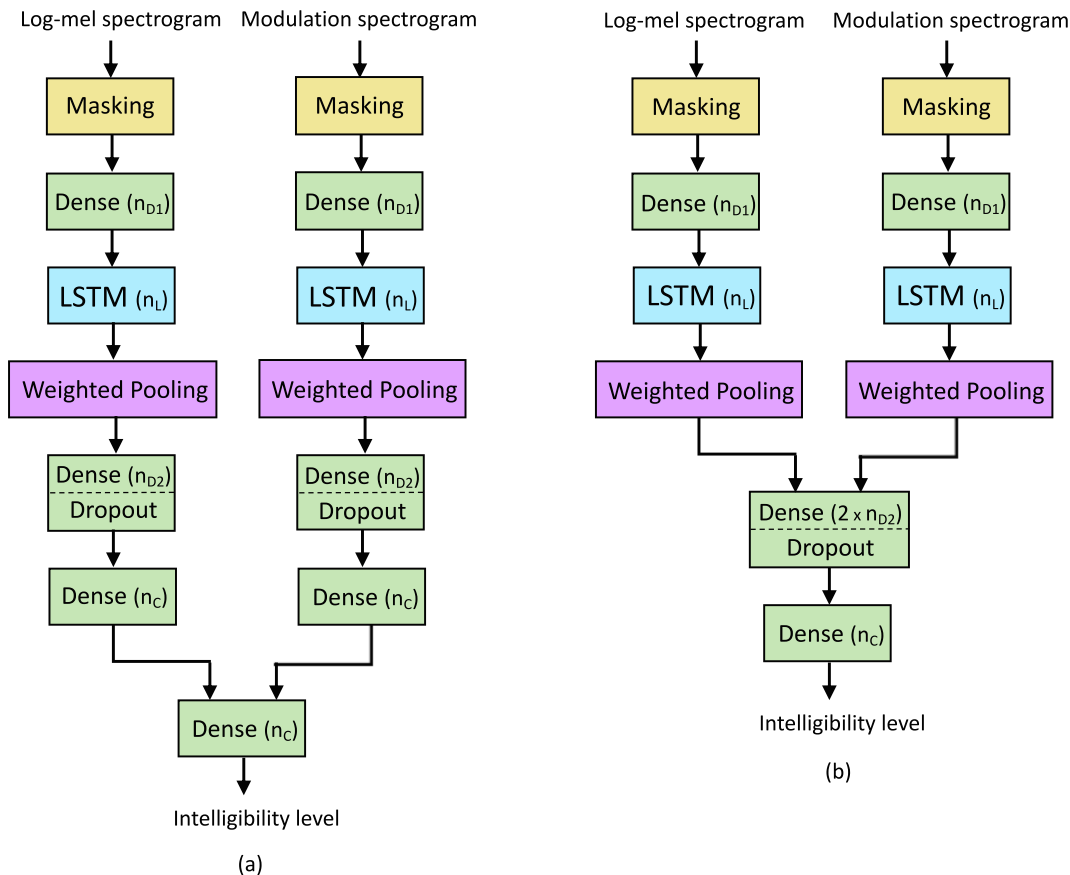 Log-mel spectrogram
Modulation spectrogram
Masking
Masking
Dense (nD1)
Dense (nD1)
LSTM (nL)
LSTM (nL)
Weighted Pooling
Weighted Pooling
Dense (nD2)
Dropout
Dense (nD2)
Dropout
Dense (nC)
Dense (nC)
Dense (nC)
Intelligibility level
(a)
Log-mel spectrogram
Modulation spectrogram
Masking
Masking
Dense (nD1)
Dense (nD1)
LSTM (nL)
LSTM (nL)
Weighted Pooling
Weighted Pooling
Dense (2 x nD2)
Dropout
Dense (nC)
Intelligibility level
(b)